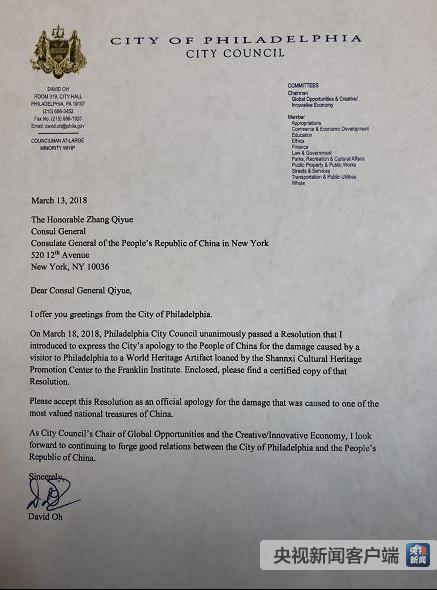 CITY OF PHILADELPHIA
CITY COUNCIL
DAVID OH
ROOM 319, CITY HALL
PHILADELPHIA, PA 19107
(215) 686-3452
Fax No: (215) 686-1925
Email: david.oh@phila.gov
COUNCILMAN AT-LARGE
MINORITY WHIP
COMMITTEES
Chairman
Global Opportunities & Creative/
Innovative Economy
Member
Appropriations
Commerce & Economic Development
Education
Ethics
Finance
Law & Government
Parks, Recreation & Cultural Affairs
Public Property & Public Works
Streets & Services
Transportation & Public Utilities
Whole
March 13, 2018
The Honorable Zhang Qiyue
Consul General
Consulate General of the People's Republic of China in New York
520 12th Avenue
New York, NY 10036
Dear Consul General Qiyue,
I offer you greetings from the City of Philadelphia.
On March 18, 2018, Philadelphia City Council unanimously passed a Resolution that I
introduced to express the City's apology to the People of China for the damage caused by a
visitor to Philadelphia to a World Heritage Artifact loaned by the Shannxi Cultural Heritage
Promotion Center to the Franklin Institute. Enclosed, please find a certified copy of that
Resolution.
Please accept this Resolution as an official apology for the damage that was caused to one of the
most valued national treasures of China.
As City Council's Chair of Global Opportunities and the Creative/Innovative Economy, I look
forward to continuing to forge good relations between the City of Philadelphia and the People's
Republic of China.
Sincerely,
David Oh
央视新闻客户端
央视
新闻